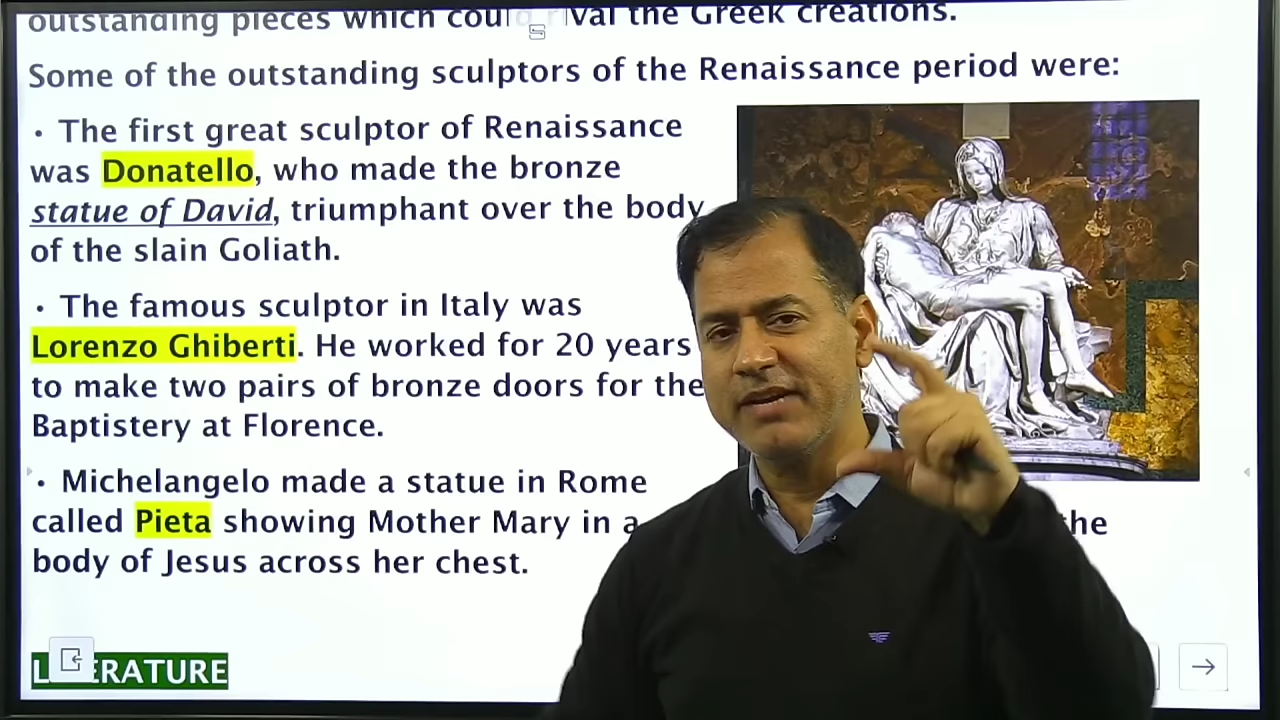 outstanding pieces which could rival the Greek creations.
Some of the outstanding sculptors of the Renaissance period were:
• The first great sculptor of Renaissance
was Donatello, who made the bronze
statue of David, triumphant over the body
of the slain Goliath.
• The famous sculptor in Italy was
Lorenzo Ghiberti. He worked for 20 years
to make two pairs of bronze doors for the
Baptistery at Florence.
• Michelangelo made a statue in Rome
called Pieta showing Mother Mary in a the
body of Jesus across her chest.
LITERATURE